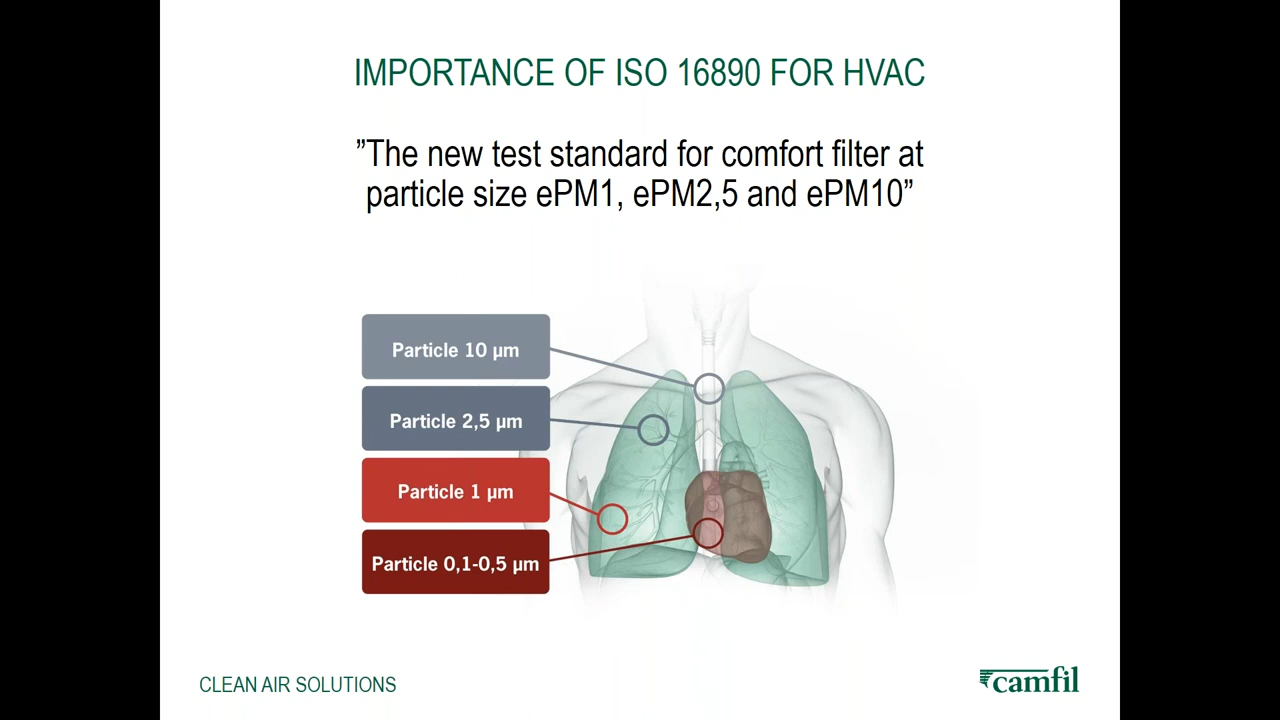 IMPORTANCE OF ISO 16890 FOR HVAC
”The new test standard for comfort filter at
particle size ePM1, ePM2,5 and ePM10”
Particle 10 µm
Particle 2,5 µm
Particle 1 µm
Particle 0,1-0,5 µm
CLEAN AIR SOLUTIONS
camfil